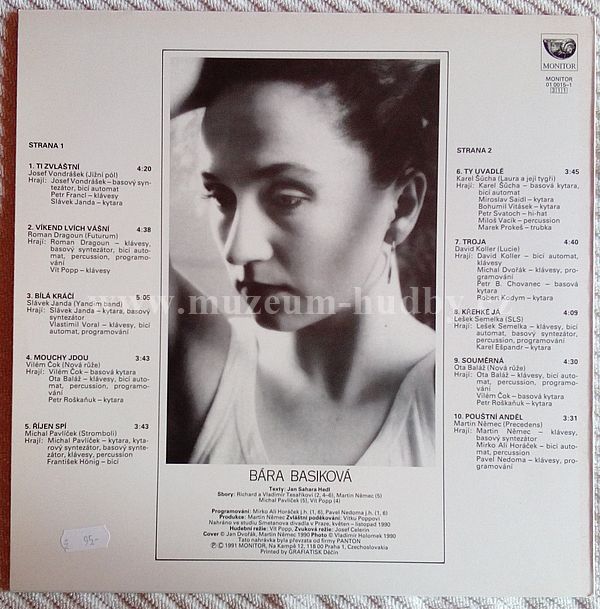 MONITOR
MONITOR
01 0015-1
311
STRANA 1
1. TI ZVLÁŠTNÍ 4:20
Josef Vondrášek (Jižní pól)
Hrají: Josef Vondrášek – basový syn-
tezátor, bicí automat
Petr Francl – klávesy
Slávek Janda – kytara
2. VÍKEND LVÍCH VÁŠNÍ 4:38
Roman Dragoun (Futurum)
Hrají: Roman Dragoun – klávesy,
basový syntezátor, bicí auto-
mat, percussion, programo-
vání
Vít Popp – klávesy
3. BÍLÁ KRÁČÍ 5:05
Slávek Janda (Yandim band)
Hrají: Slávek Janda – kytara, basový
syntezátor
Vlastimil Voral – klávesy, bicí
automat, programování
4. MOUCHY JDOU 3:43
Vilém Čok (Nová růže)
Hrají: Vilém Čok – basová kytara
Ota Baláž – klávesy, bicí auto-
mat, percussion, programo-
vání
Petr Roškaňuk – kytara
5. ŘÍJEN SPÍ 3:43
Michal Pavlíček (Stromboli)
Hrají: Michal Pavlíček – kytara, kyta-
rový syntezátor, basový synte-
zátor, klávesy, percussion
František Hönig – bicí
STRANA 2
6. TY UVADLÉ 3:45
Karel Šůcha (Laura a její tygři)
Hrají: Karel Šůcha – basová kytara,
bicí automat
Miroslav Saidl – kytara
Bohumil Vitásek – kytara
Petr Svatoch – hi-hat
Miloš Vacík – percussion
Marek Prokeš – trubka
7. TROJA 4:40
David Koller (Lucie)
Hrají: David Koller – bicí automat,
klávesy
Michal Dvořák – klávesy, pro-
gramování
Petr B. Chovanec – basová
kytara
Robert Kodym – kytara
8. KŘEHKÉ JÁ 4:09
Lešek Semelka (SLS)
Hrají: Lešek Semelka – klávesy, bicí
automat, basový syntezátor,
percussion, programování
Karel Ešpandr – kytara
9. SOUMĚRNÁ 4:30
Ota Baláž (Nová růže)
Hrají: Ota Baláž – klávesy, bicí auto-
mat, percussion, programo-
vání
Vilém Čok – basová kytara
Petr Roškaňuk – kytara
10. POUŠTNÍ ANDĚL 3:31
Martin Němec (Precedens)
Hrají: Martin Němec – klávesy,
basový syntezátor
Mirko Ali Horáček – bicí auto-
mat, percussion
Pavel Nedoma – klávesy, pro-
gramování
www.muzeum-hudby
BÁRA BASIKOVÁ
Texty: Jan Sahara Hedl
Sbory: Richard a Vladimír Tesaříkovi (2, 4–6), Martin Němec (5)
Michal Pavlíček (5), Vít Popp (4)
Programování: Mirko Ali Horáček j.h. (1, 6), Pavel Nedoma j.h. (1, 6)
Produkce: Martin Němec Zvláštní poděkování: Vítku Poppovi
Nahráno ve studiu Smetanova divadla v Praze, květen – listopad 1990
Hudební režie: Vít Popp, Zvuková režie: Josef Celerin
Cover © Jan Dvořák, Martin Němec 1990 Photo © Vladimír Holomek 1990
Tato nahrávka byla převzata od firmy PANTON
Ⓟ© 1991 MONITOR, Na Kampě 12, 118 00 Praha 1, Czechoslovakia
Printed by GRAFIATISK Děčín
95,-